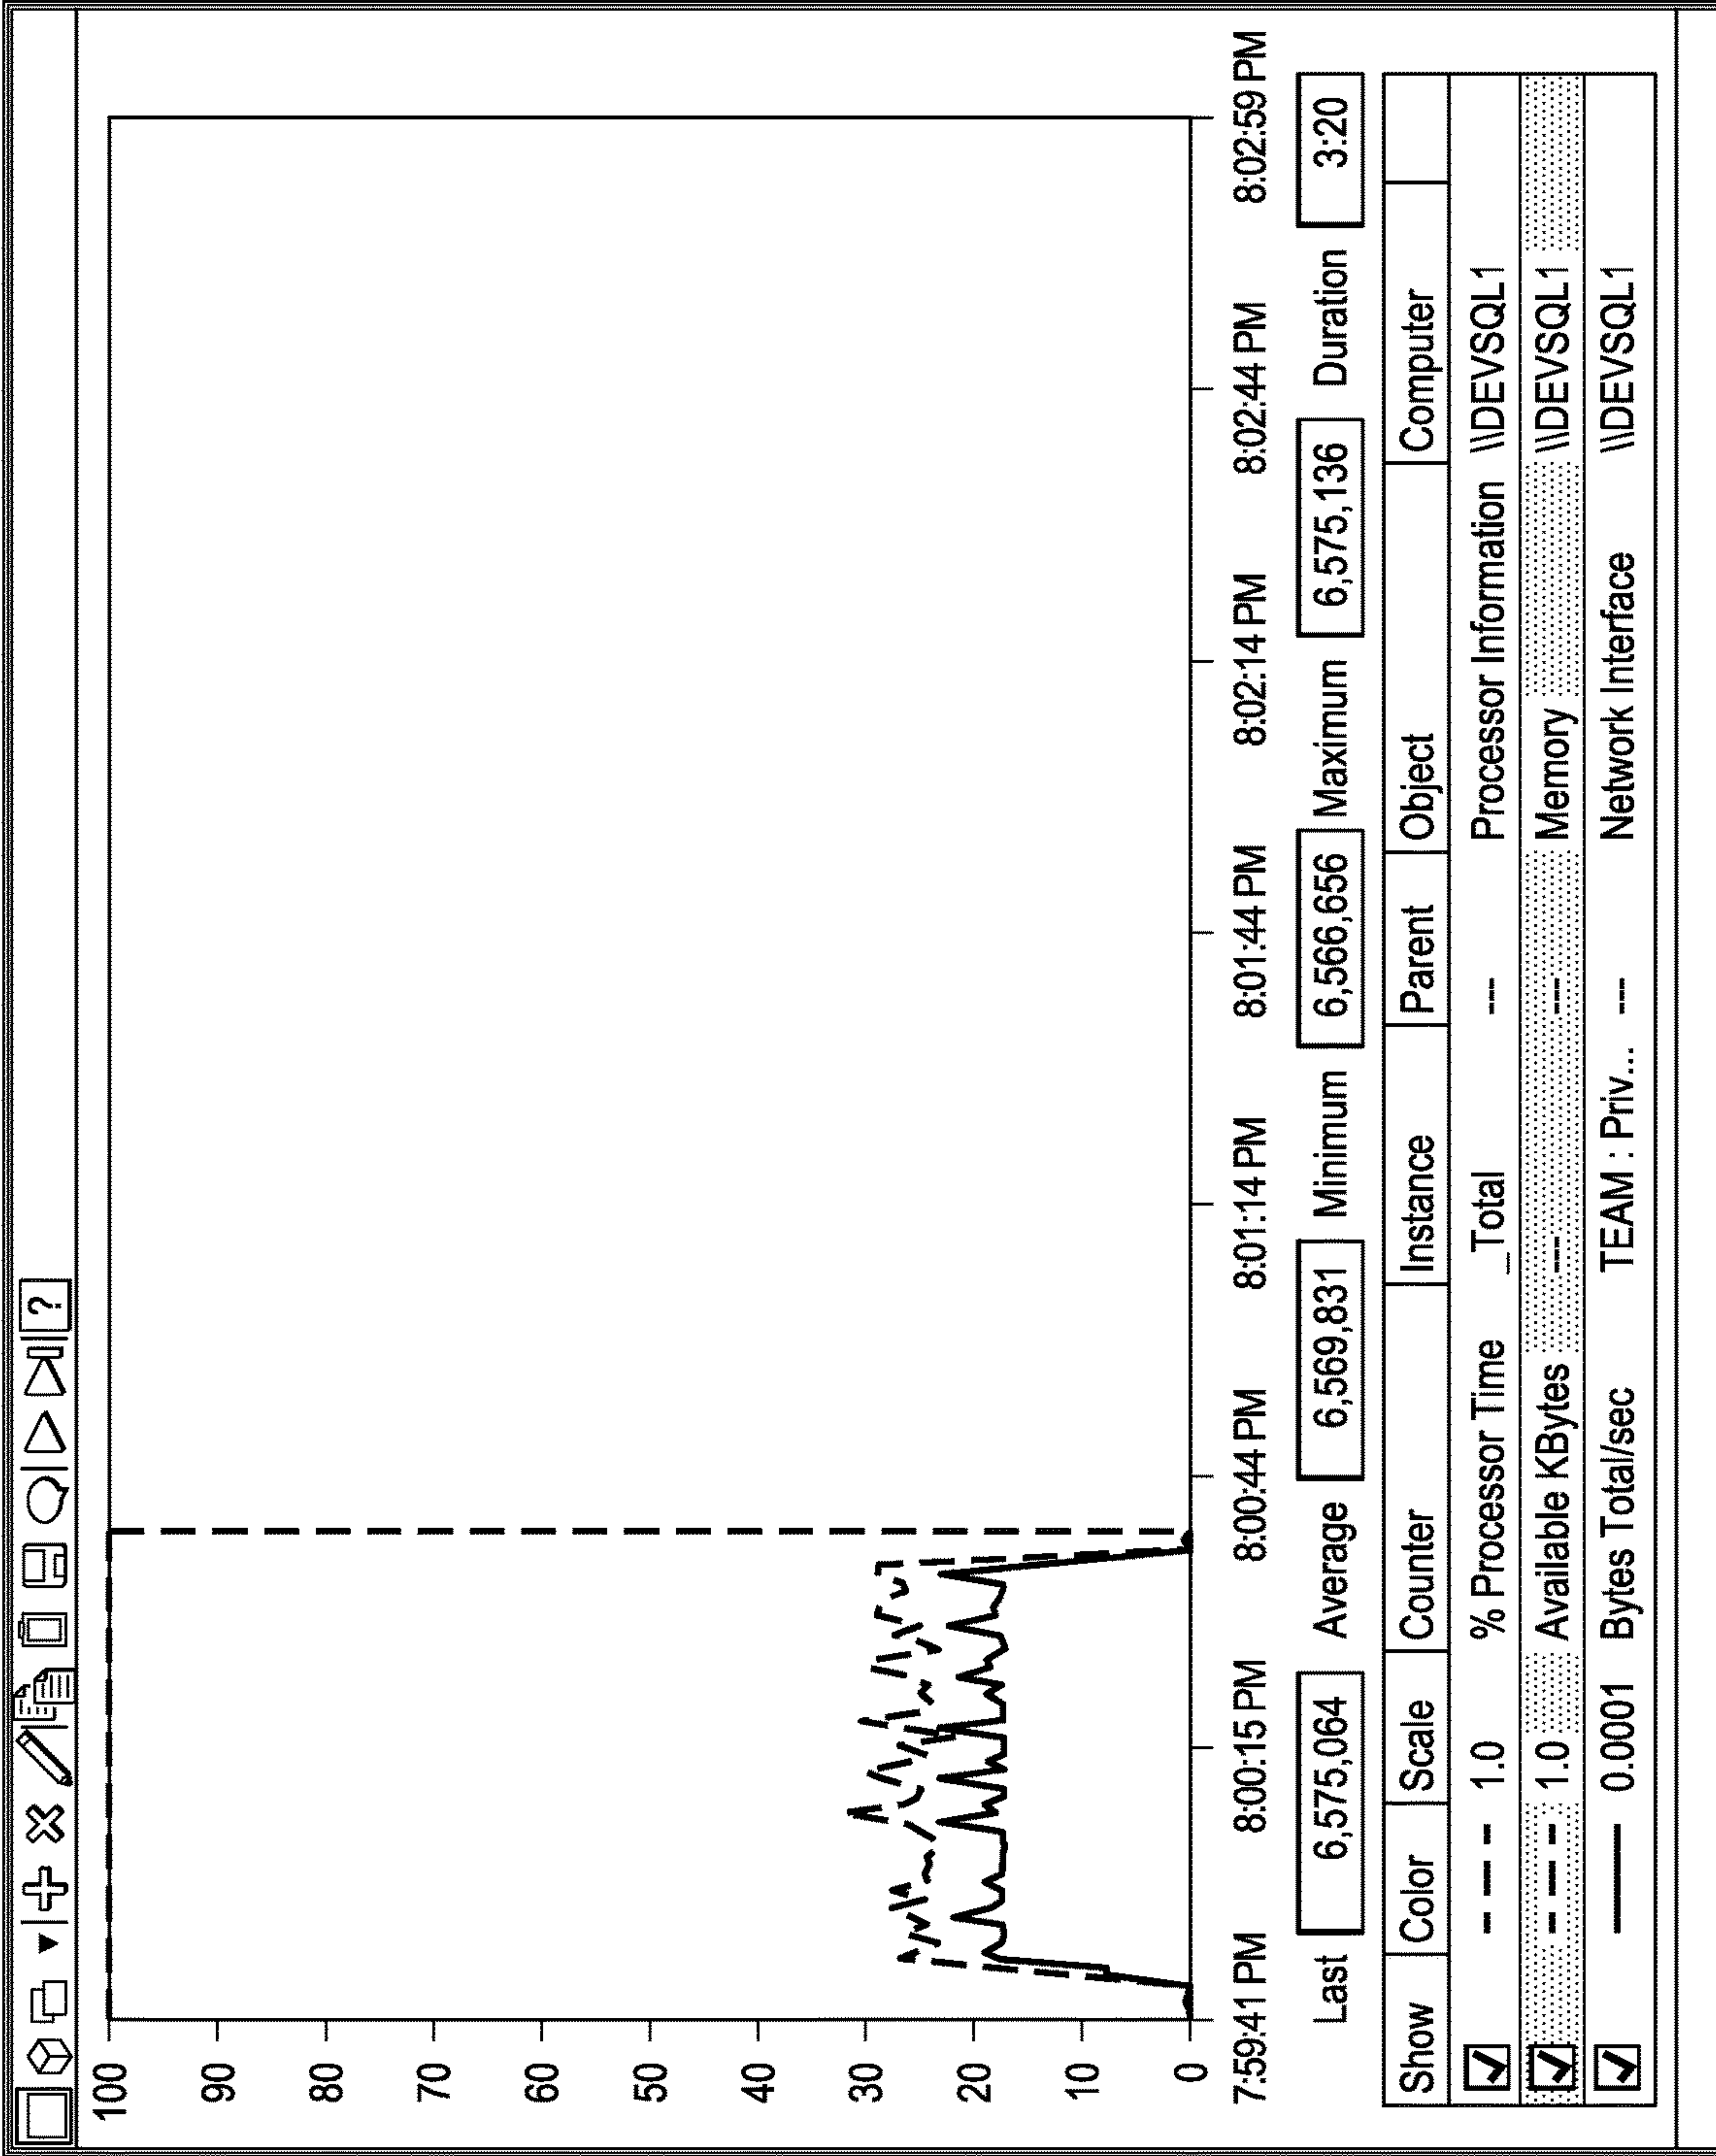 ?
100
90
80
70
60
50
40
30
20
10
0
7:59:41 PM 8:00:15 PM 8:00:44 PM 8:01:14 PM 8:01:44 PM 8:02:14 PM 8:02:44 PM 8:02:59 PM
Last 6,575,064 Average 6,569,831 Minimum 6,566,656 Maximum 6,575,136 Duration 3:20
Show Color Scale Counter Instance Parent Object Computer
1.0 % Processor Time _Total --- Processor Information \\DEVSQL1
1.0 Available KBytes --- --- Memory \\DEVSQL1
0.0001 Bytes Total/sec TEAM : Priv... --- Network Interface \\DEVSQL1